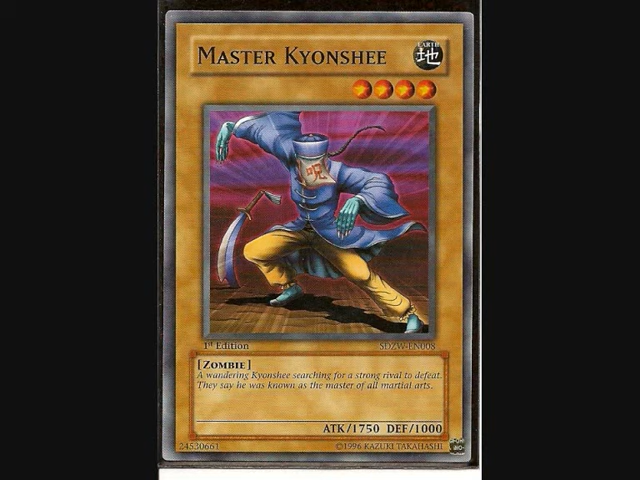 MASTER KYONSHEE
EARTH
地
呪
1st Edition
SDZW-EN008
[ZOMBIE]
A wandering Kyonshee searching for a strong rival to defeat.
They say he was known as the master of all martial arts.
ATK/1750 DEF/1000
24530661
©1996 KAZUKI TAKAHASHI